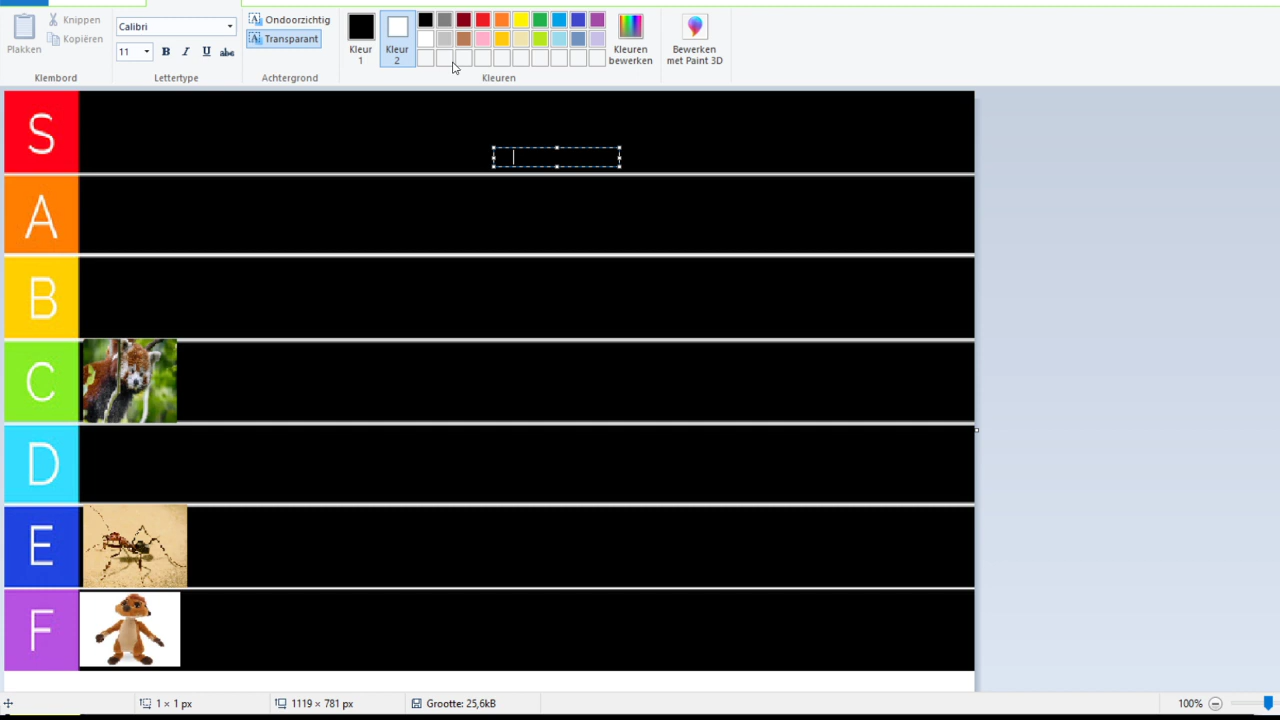 Knippen
Kopiëren
Plakken
Klembord
Calibri
11
B I U abc
Lettertype
Ondoorzichtig
Transparant
Achtergrond
Kleur 1
Kleur 2
Kleuren
Kleuren bewerken
Bewerken met Paint 3D
S
A
B
C
D
E
F
1 × 1 px
1119 × 781 px
Grootte: 25,6kB
100%